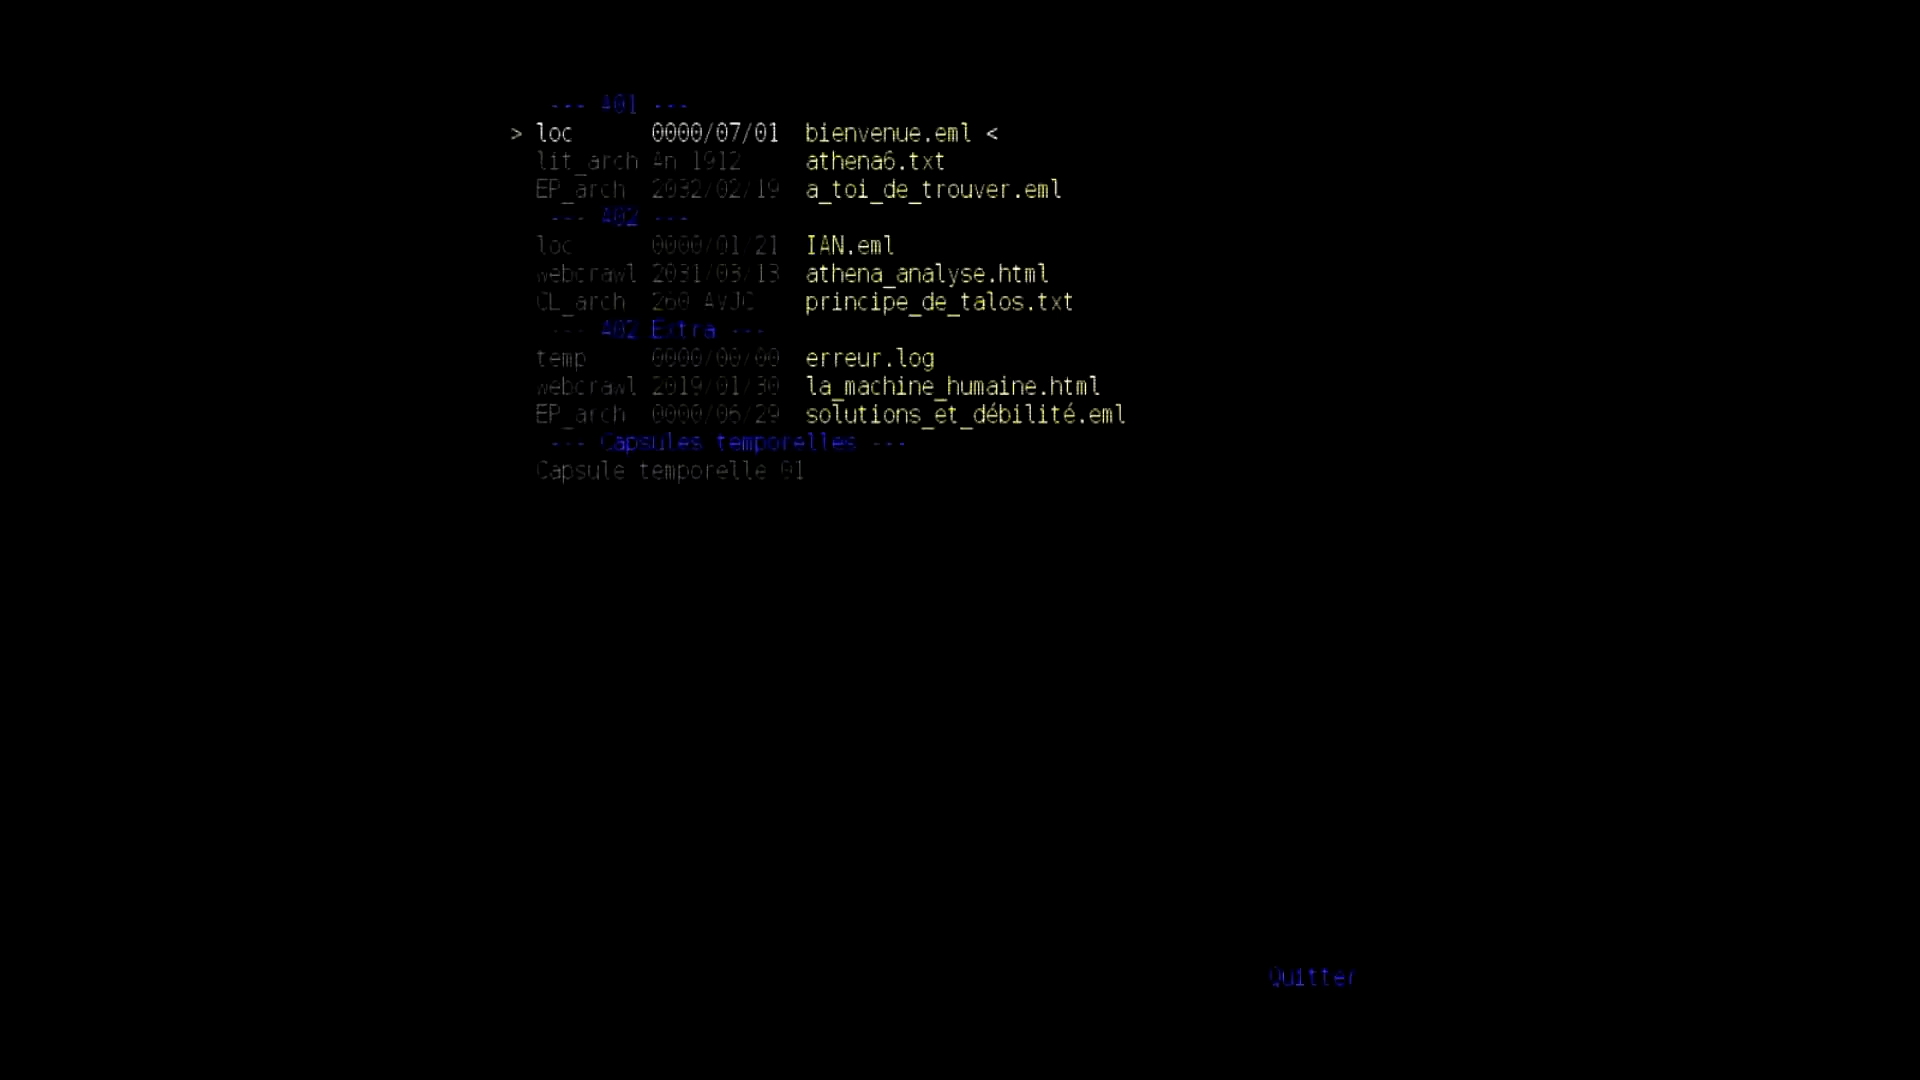 --- 401 ---
> loc 0000/07/01 bienvenue.eml <
lit_arch An 1912 athena6.txt
EP_arch 2032/02/19 a_toi_de_trouver.eml
--- 402 ---
loc 0000/01/21 IAN.eml
webcrawl 2031/03/13 athena_analyse.html
CL_arch 260 AVJC principe_de_talos.txt
--- 402 Extra ---
temp 0000/00/00 erreur.log
webcrawl 2019/01/30 la_machine_humaine.html
EP_arch 0000/06/29 solutions_et_débilité.eml
--- Capsules temporelles ---
Capsule temporelle 01
Quitter